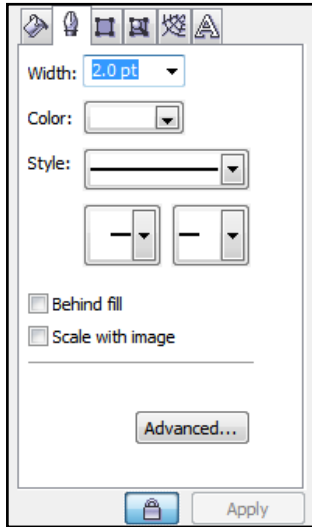 Width: 2.0 pt
Color:
Style:
Behind fill
Scale with image
Advanced...
Apply